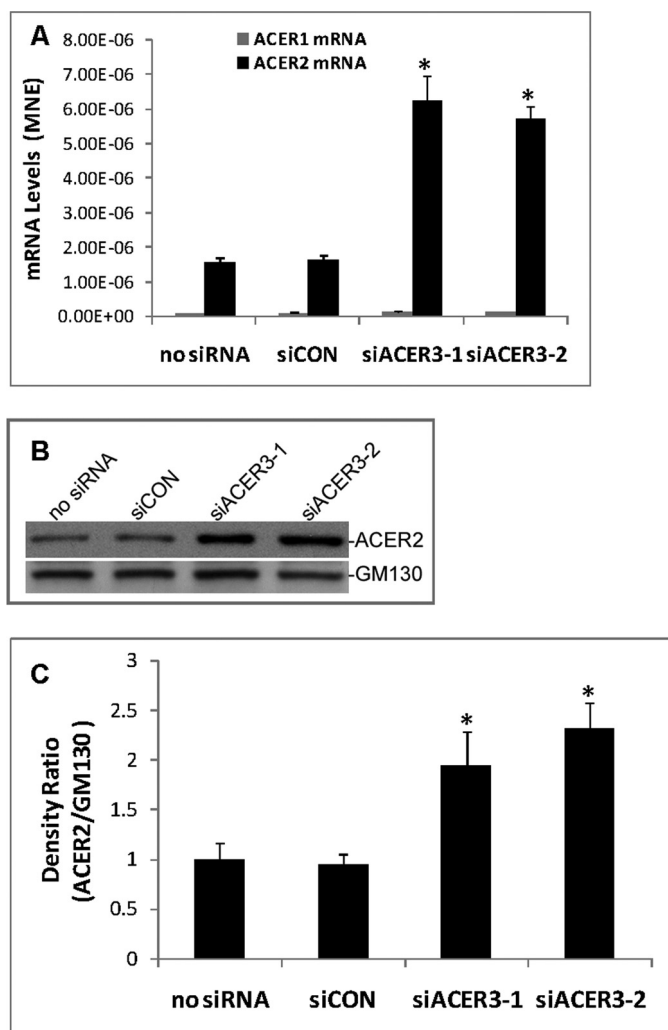 A
ACER1 mRNA
ACER2 mRNA
mRNA Levels (MNE)
8.00E-06
7.00E-06
6.00E-06
5.00E-06
4.00E-06
3.00E-06
2.00E-06
1.00E-06
0.00E+00
* *
no siRNA siCON siACER3-1 siACER3-2
B
no siRNA siCON siACER3-1 siACER3-2
-ACER2
-GM130
C
Density Ratio
(ACER2/GM130 )
3
2.5
2
1.5
1
0.5
0
* *
no siRNA siCON siACER3-1 siACER3-2